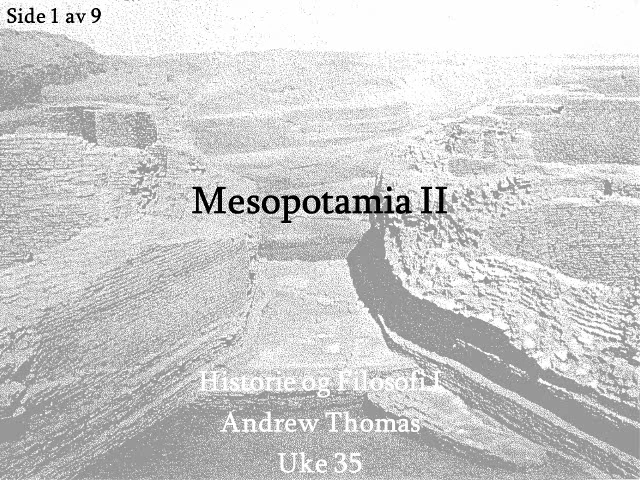 Side 1 av 9
Mesopotamia II
Historie og Filosofi I
Andrew Thomas
Uke 35